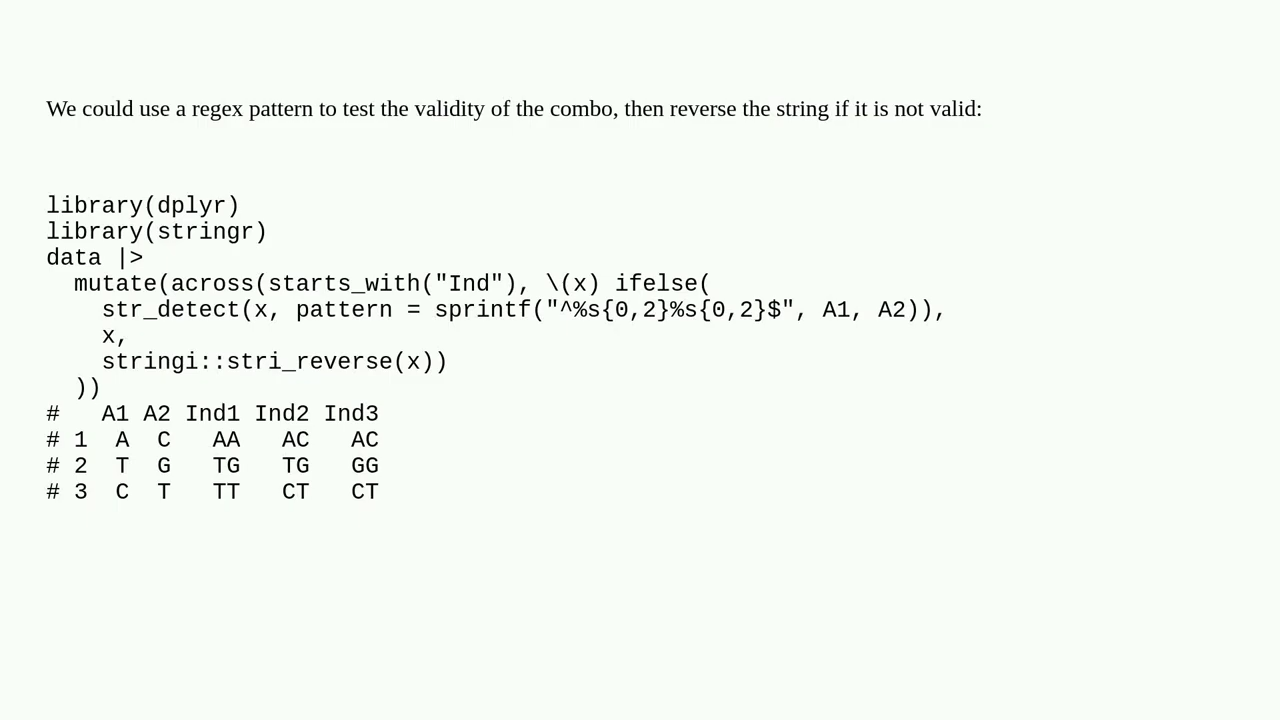 We could use a regex pattern to test the validity of the combo, then reverse the string if it is not valid:
library(dplyr)
library(stringr)
data |>
  mutate(across(starts_with("Ind"), \(x) ifelse(
    str_detect(x, pattern = sprintf("^%s{0,2}%s{0,2}$", A1, A2)),
    x,
    stringi::stri_reverse(x))
  ))
#   A1 A2 Ind1 Ind2 Ind3
# 1  A  C   AA   AC   AC
# 2  T  G   TG   TG   GG
# 3  C  T   TT   CT   CT